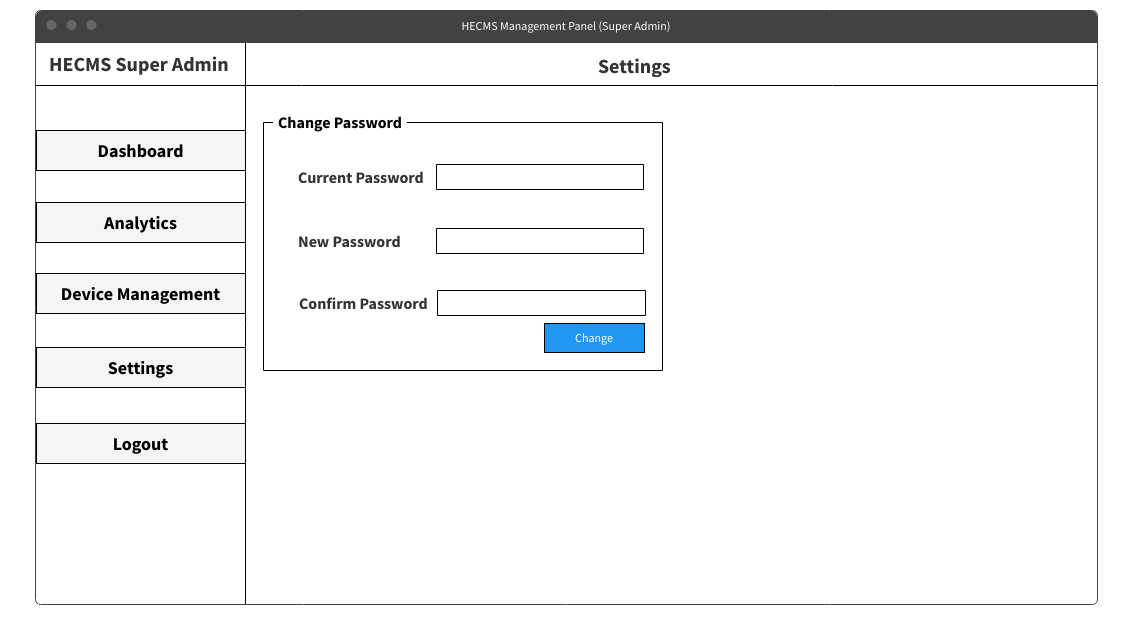 HECMS Management Panel (Super Admin)
HECMS Super Admin
Settings
Dashboard
Analytics
Device Management
Settings
Logout
Change Password
Current Password
New Password
Confirm Password
Change